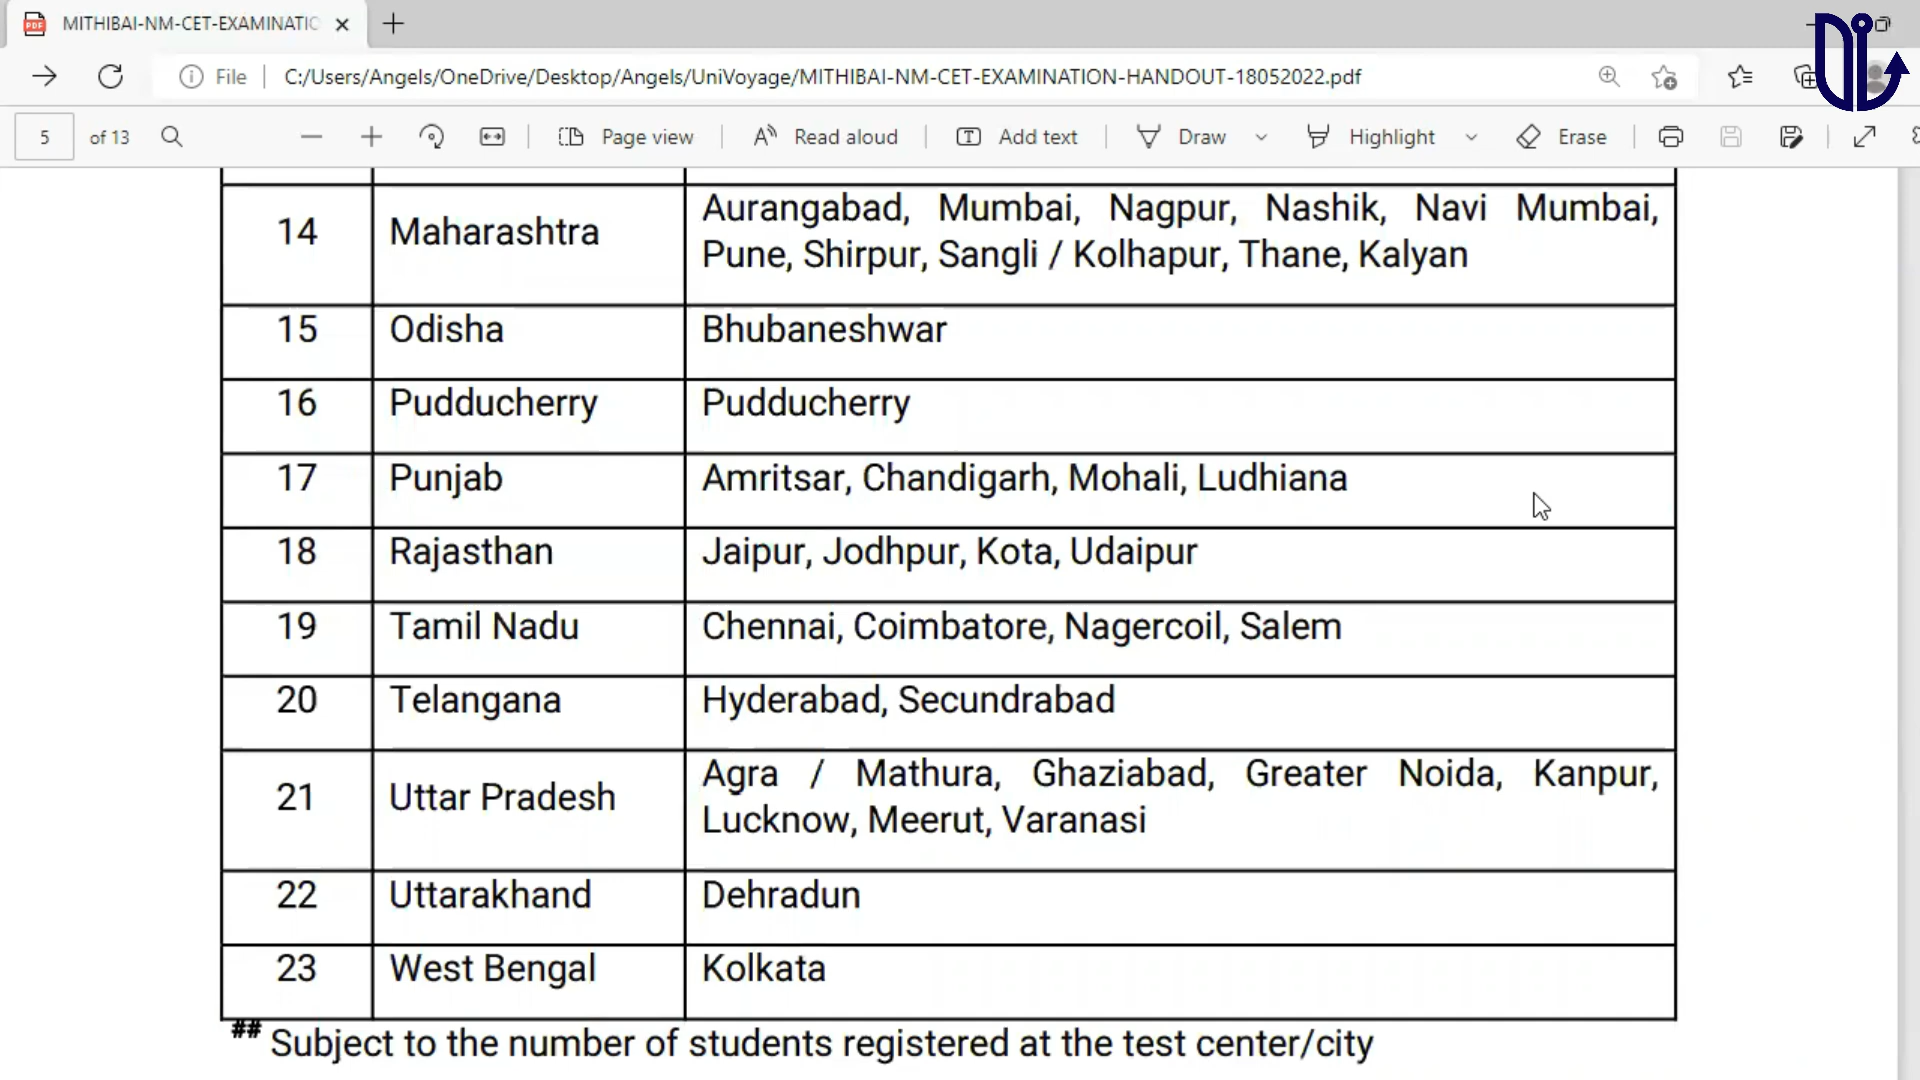 MITHIBAI-NM-CET-EXAMINATIO
File
C:/Users/Angels/OneDrive/Desktop/Angels/UniVoyage/MITHIBAI-NM-CET-EXAMINATION-HANDOUT-18052022.pdf
5 of 13
Page view
Read aloud
Add text
Draw
Highlight
Erase
14 Maharashtra Aurangabad, Mumbai, Nagpur, Nashik, Navi Mumbai,
Pune, Shirpur, Sangli / Kolhapur, Thane, Kalyan
15 Odisha Bhubaneshwar
16 Pudducherry Pudducherry
17 Punjab Amritsar, Chandigarh, Mohali, Ludhiana
18 Rajasthan Jaipur, Jodhpur, Kota, Udaipur
19 Tamil Nadu Chennai, Coimbatore, Nagercoil, Salem
20 Telangana Hyderabad, Secundrabad
21 Uttar Pradesh Agra / Mathura, Ghaziabad, Greater Noida, Kanpur,
Lucknow, Meerut, Varanasi
22 Uttarakhand Dehradun
23 West Bengal Kolkata
## Subject to the number of students registered at the test center/city